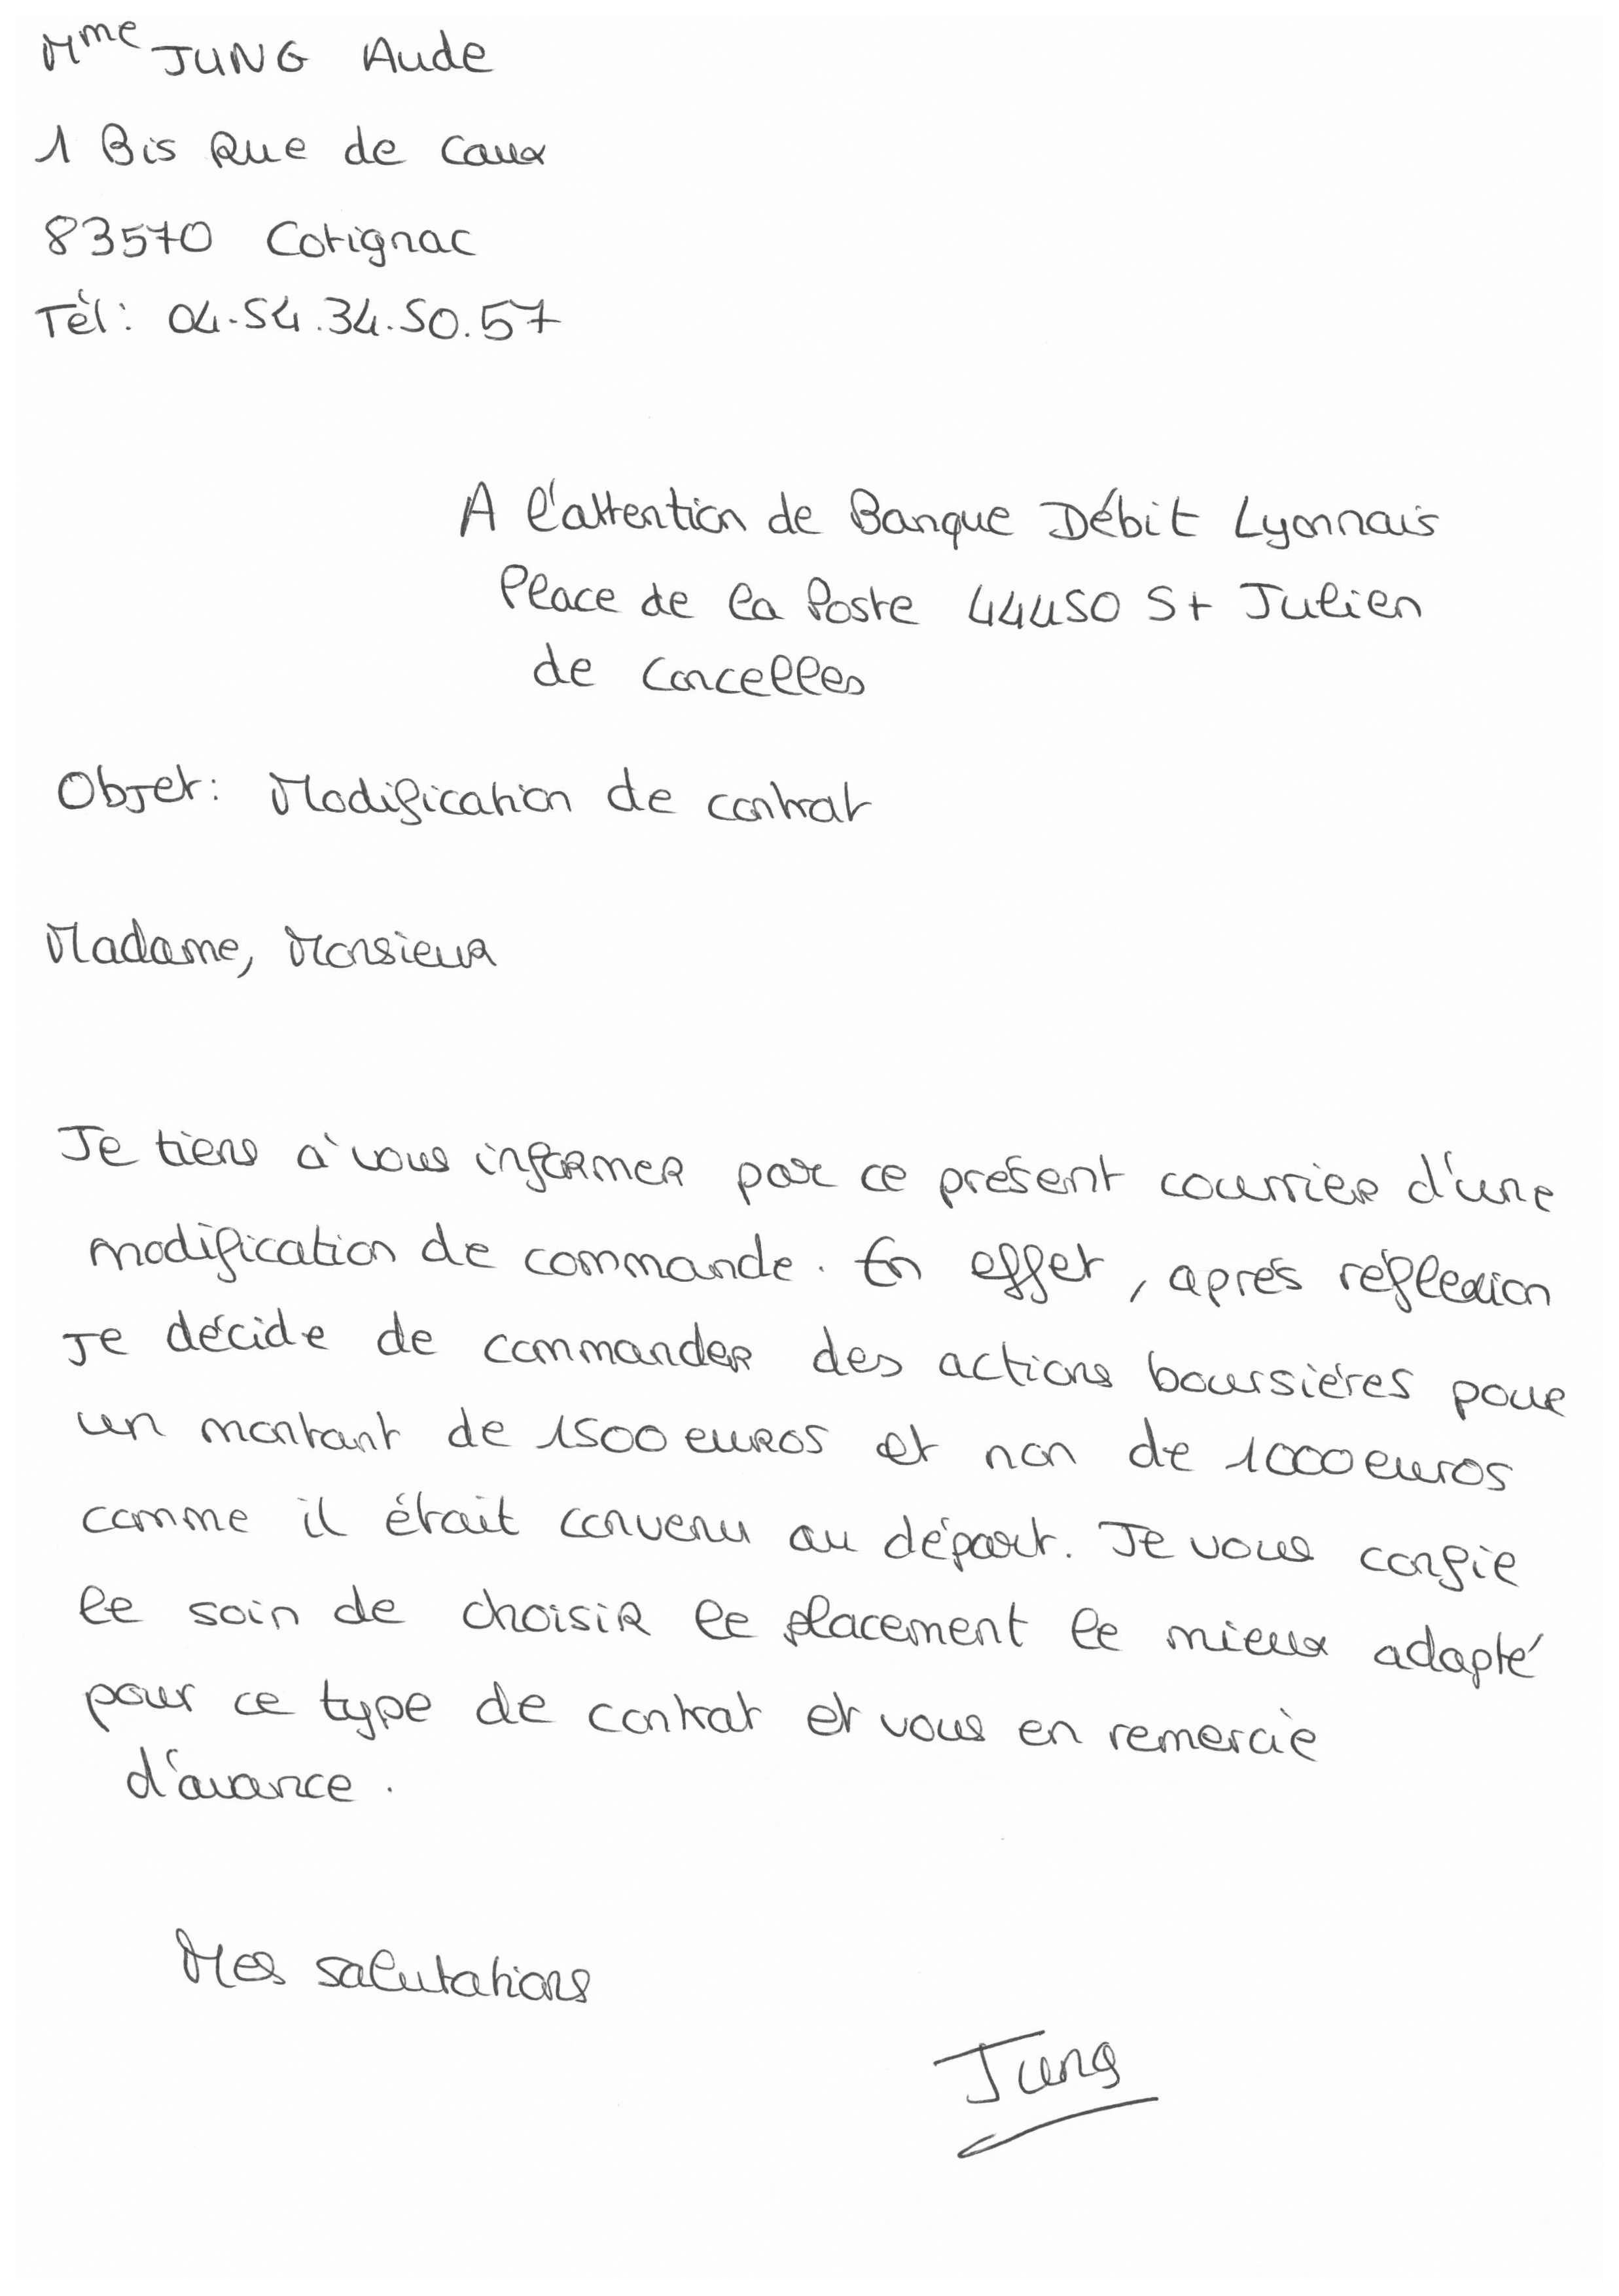 Mme JUNG Aude
1 Bis Rue de Caux
83570 Cotignac
Tèl: 04.54.34.50.57
A l'attention de Banque Débit Lyonnais
Place de la Poste 44450 St Julien
de Concelles
Objet: Modification de contrat
Madame, Monsieur
Je tiens à vous informer par ce présent courrier d'une
modification de commande. En effet, aprés réflexion
je décide de commander des actions boursiéres pour
un montant de 1500 euros et non de 1000 euros
comme il était convenu au départ. Je vous confie
le soin de choisir le placement le mieux adapté
pour ce type de contrat et vous en remercie
d'avance.
Mes salutations
Jung